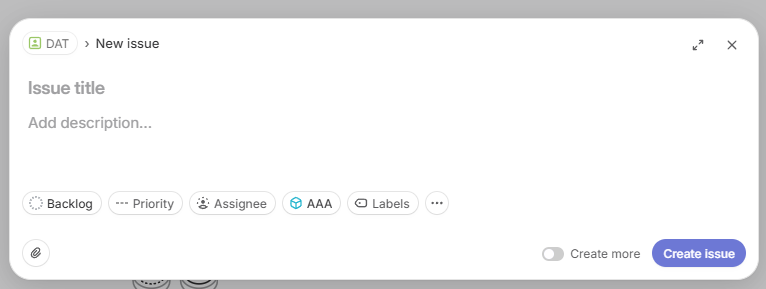 DAT › New issue
Issue title
Add description...
Backlog --- Priority Assignee AAA Labels ...
Create more Create issue